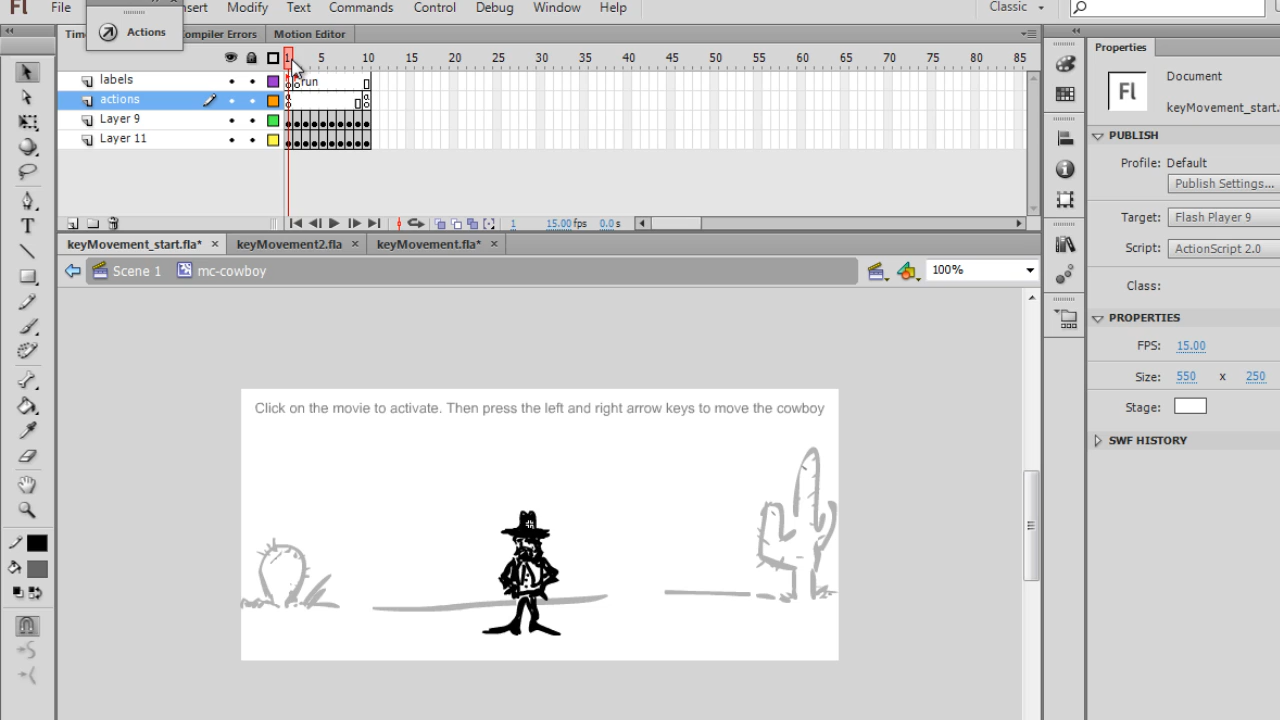 Fl File Insert Modify Text Commands Control Debug Window Help Classic
Actions
Compiler Errors Motion Editor
1 5 10 15 20 25 30 35 40 45 50 55 60 65 70 75 80 85
labels run
actions
Layer 9
Layer 11
1 15.00 fps 0.0 s
keyMovement_start.fla* × keyMovement2.fla × keyMovement.fla* ×
Scene 1 mc-cowboy 100%
Click on the movie to activate. Then press the left and right arrow keys to move the cowboy
Properties
Fl
Document
keyMovement_start.
PUBLISH
Profile: Default
Publish Settings...
Target: Flash Player 9
Script: ActionScript 2.0
Class:
PROPERTIES
FPS: 15.00
Size: 550 x 250
Stage:
SWF HISTORY